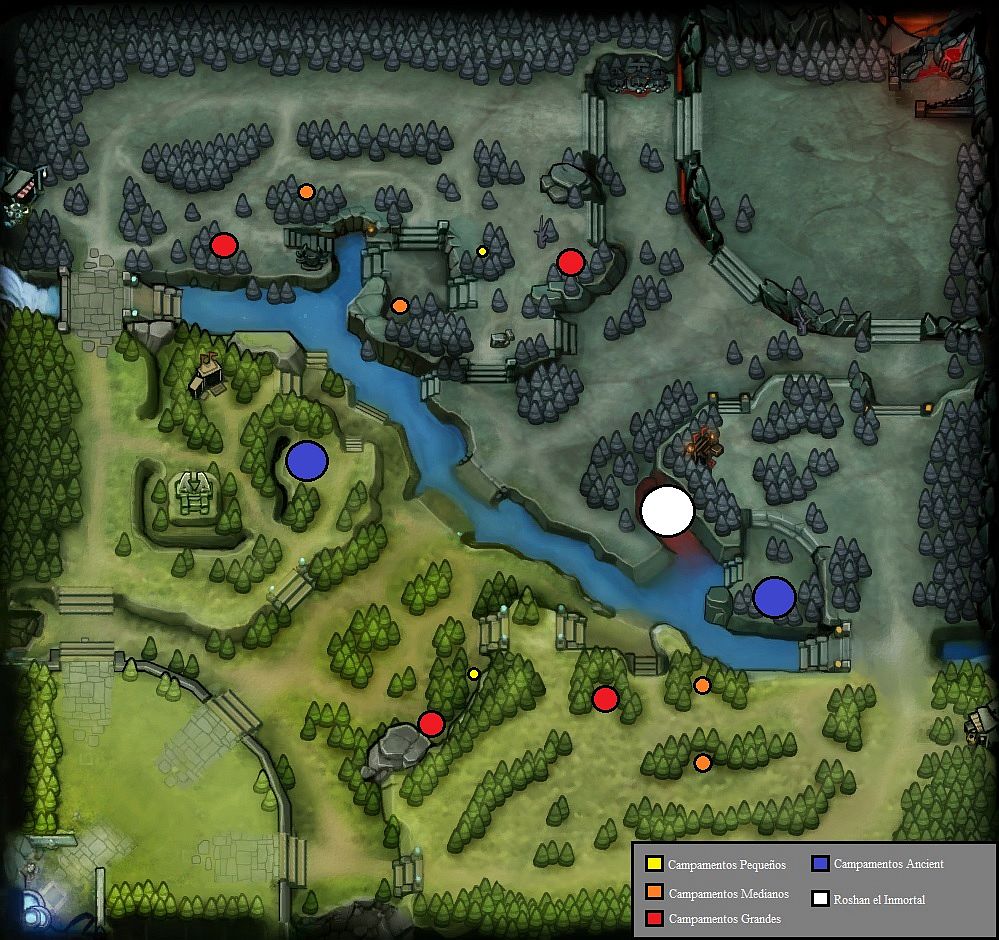 Campamentos Pequeños
Campamentos Medianos
Campamentos Grandes
Campamentos Ancient
Roshan el Inmortal